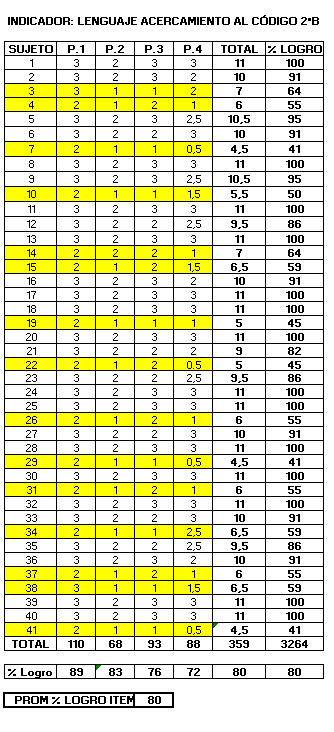 INDICADOR: LENGUAJE ACERCAMIENTO AL CÓDIGO 2°B
SUJETO P.1 P.2 P.3 P.4 TOTAL % LOGRO
1 3 2 3 3 11 100
2 3 2 3 2 10 91
3 3 1 1 2 7 64
4 2 1 2 1 6 55
5 3 2 3 2,5 10,5 95
6 3 2 3 2 10 91
7 2 1 1 0,5 4,5 41
8 3 2 3 3 11 100
9 3 2 3 2,5 10,5 95
10 2 1 1 1,5 5,5 50
11 3 2 3 3 11 100
12 3 2 2 2,5 9,5 86
13 3 2 3 3 11 100
14 2 2 2 1 7 64
15 2 1 2 1,5 6,5 59
16 3 2 3 2 10 91
17 3 2 3 3 11 100
18 3 2 3 3 11 100
19 2 1 1 1 5 45
20 3 2 3 3 11 100
21 3 2 2 2 9 82
22 2 1 2 0.5 5 45
23 3 2 2 2,5 9,5 86
24 3 2 3 3 11 100
25 3 2 3 3 11 100
26 2 1 2 1 6 55
27 3 2 3 2 10 91
28 3 2 3 3 11 100
29 2 1 1 0,5 4,5 41
30 3 2 3 3 11 100
31 2 1 2 1 6 55
32 3 2 3 3 11 100
33 3 2 3 2 10 91
34 2 1 1 2,5 6,5 59
35 3 2 2 2,5 9,5 86
36 3 2 3 2 10 91
37 2 1 2 1 6 55
38 3 1 1 1,5 6,5 59
39 3 2 3 3 11 100
40 3 2 3 3 11 100
41 2 1 1 0,5 4,5 41
TOTAL 110 68 93 88 359 3264
% Logro 89 83 76 72 80 80
PROM % LOGRO ITEM 80